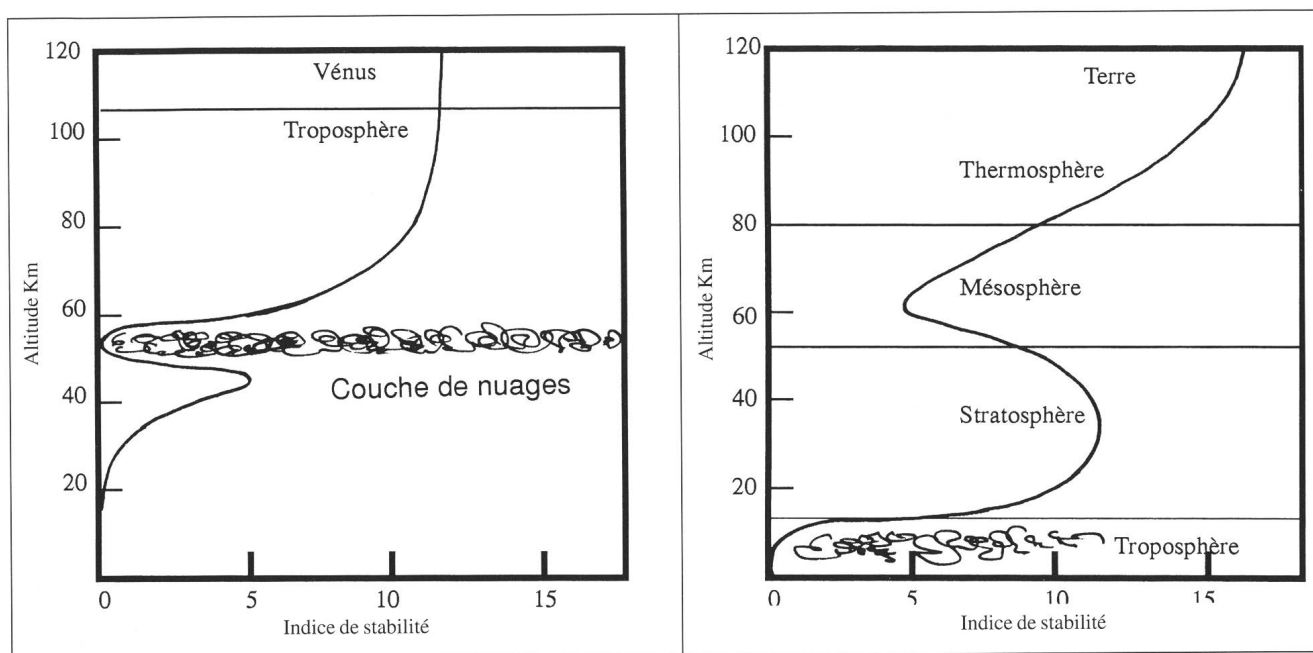 120
Vénus
100
Troposphère
80
60
Couche de nuages
40
20
Altitude Km
0
5
10
15
Indice de stabilité
120
Terre
100
Thermosphère
80
Mésosphère
60
40
Stratosphère
20
Troposphère
Altitude Km
0
5
10
15
Indice de stabilité